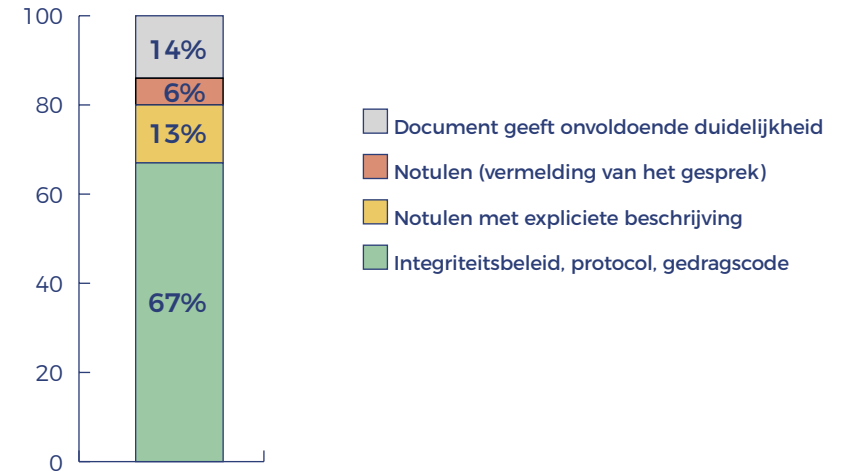 100
80
60
40
20
0
14%
6%
13%
67%
Document geeft onvoldoende duidelijkheid
Notulen (vermelding van het gesprek)
Notulen met expliciete beschrijving
Integriteitsbeleid, protocol, gedragscode